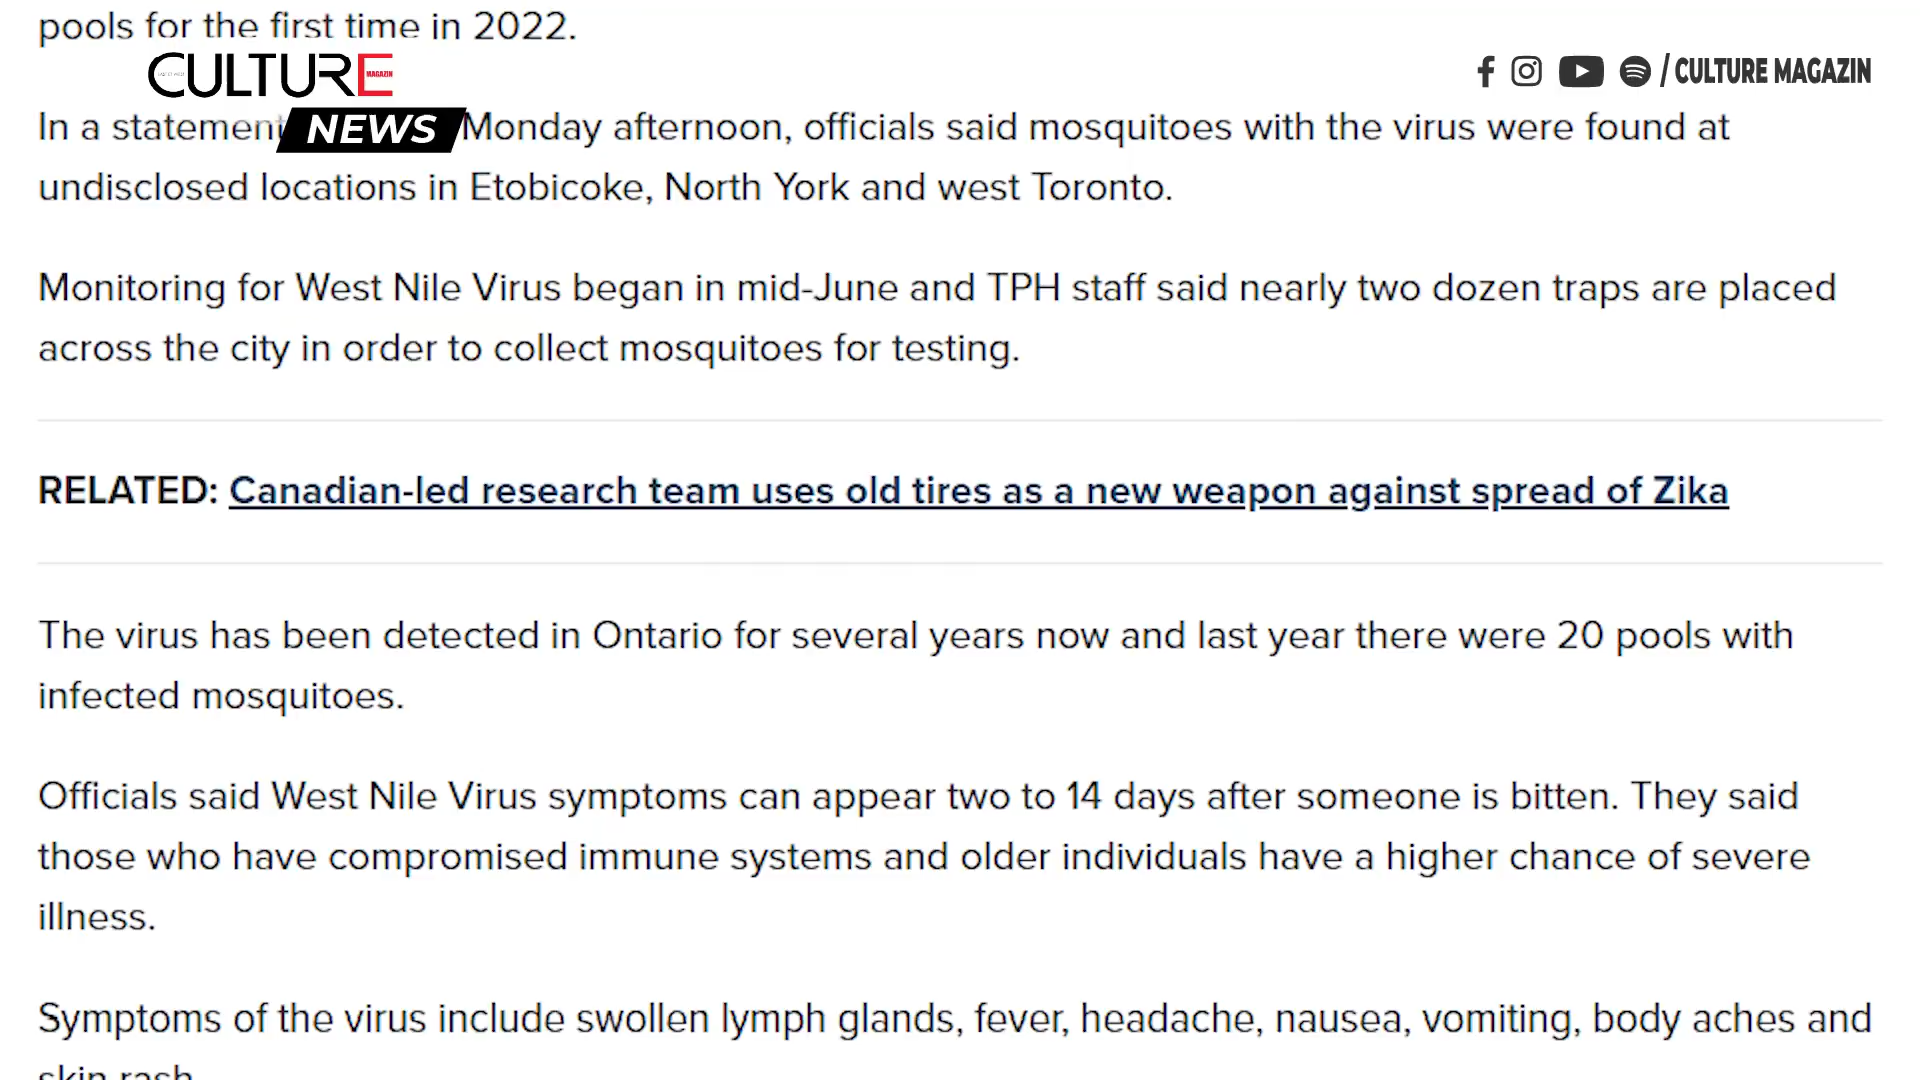 pools for the first time in 2022.
CULTURE
MAGAZIN
/ CULTURE MAGAZIN
In a statement NEWS Monday afternoon, officials said mosquitoes with the virus were found at
undisclosed locations in Etobicoke, North York and west Toronto.
Monitoring for West Nile Virus began in mid-June and TPH staff said nearly two dozen traps are placed
across the city in order to collect mosquitoes for testing.
RELATED: Canadian-led research team uses old tires as a new weapon against spread of Zika
The virus has been detected in Ontario for several years now and last year there were 20 pools with
infected mosquitoes.
Officials said West Nile Virus symptoms can appear two to 14 days after someone is bitten. They said
those who have compromised immune systems and older individuals have a higher chance of severe
illness.
Symptoms of the virus include swollen lymph glands, fever, headache, nausea, vomiting, body aches and
skin rash